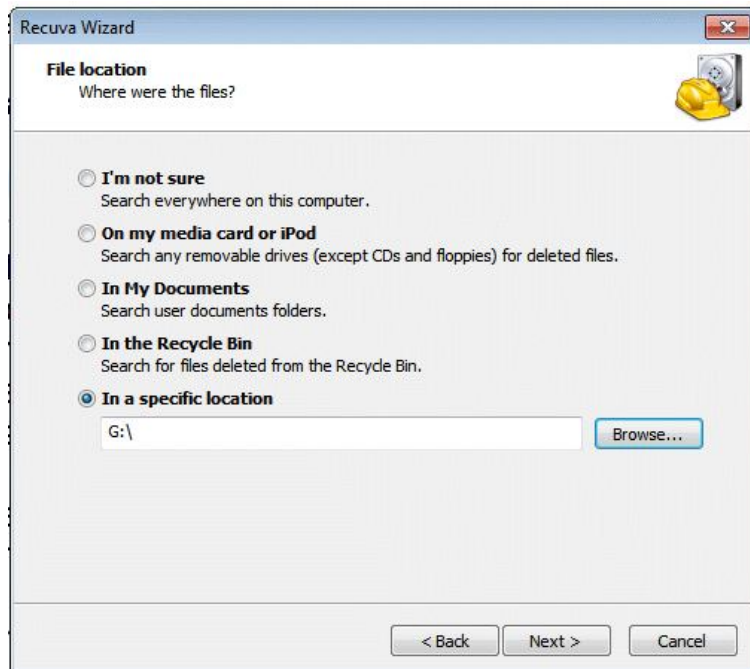 Recuva Wizard
File location
Where were the files?
I'm not sure
Search everywhere on this computer.
On my media card or iPod
Search any removable drives (except CDs and floppies) for deleted files.
In My Documents
Search user documents folders.
In the Recycle Bin
Search for files deleted from the Recycle Bin.
In a specific location
G:\
Browse...
< Back Next > Cancel